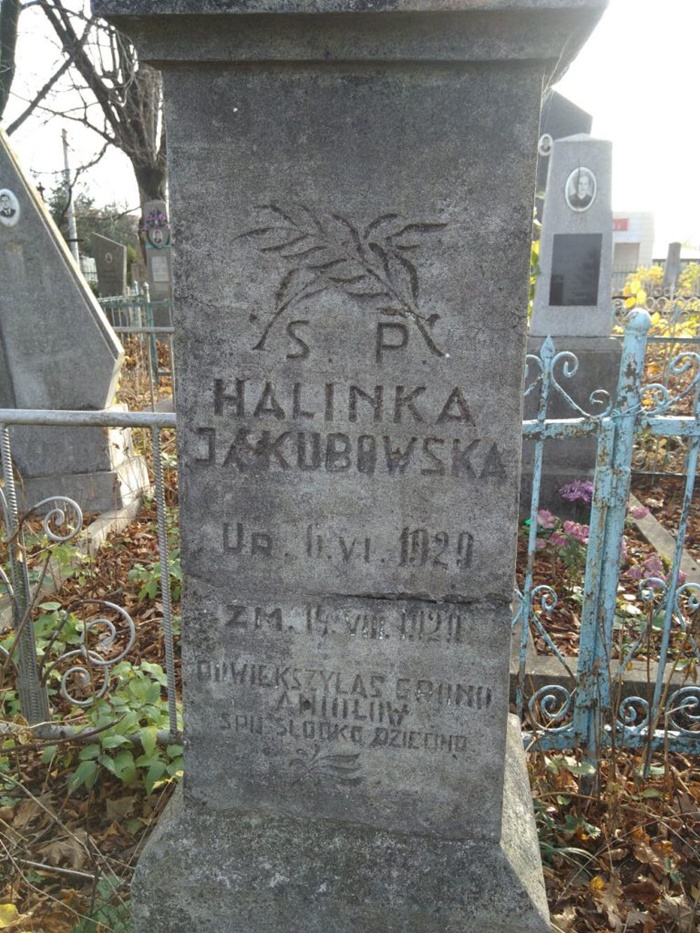 S. P.
HALINKA
JAKUBOWSKA
UR. 6.VI. 1929
ZM. 14.VIII. 1929
POWIĘKSZYŁAŚ GRONO
ANIOŁÓW
ŚPIJ SŁODKO DZIECINO